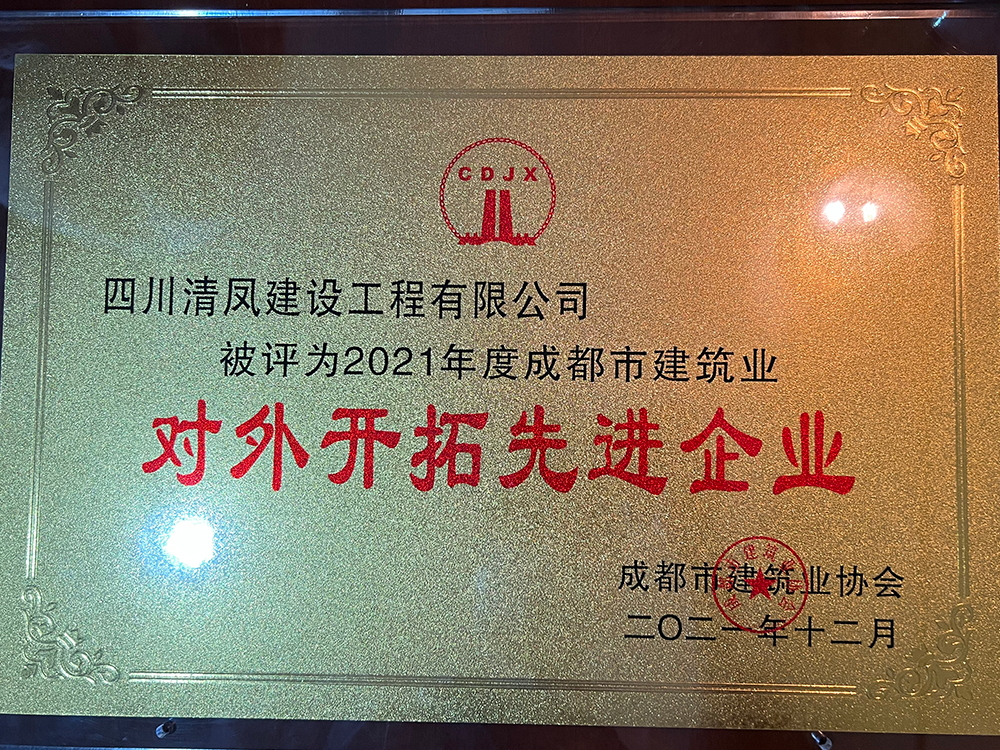 CDJX
四川清凤建设工程有限公司
被评为2021年度成都市建筑业
对外开拓先进企业
成都市建筑业协会
二〇二一年十二月